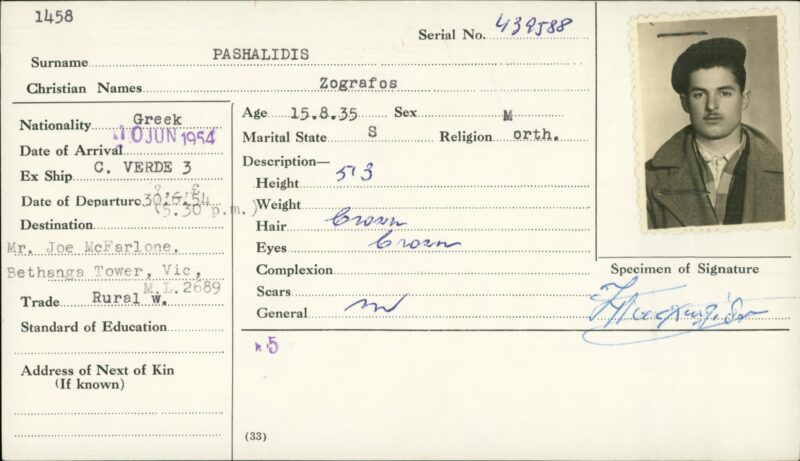 1458
Serial No. 439588
Surname PASHALIDIS
Christian Names Zografos
Nationality Greek
Date of Arrival 10 JUN 1954
Ex Ship C. VERDE 3
Date of Departure 30.6.54
(5.30 p.m.)
Destination
Mr. Joe McFarlone.
Bethanga Tower, Vic,
M.L.2689
Trade Rural w.
Standard of Education
Address of Next of Kin
(If known)
Age 15.8.35 Sex M
Marital State S Religion orth.
Description—
Height 5'3
Weight
Hair brown
Eyes brown
Complexion
Scars
General
5
(33)
Specimen of Signature